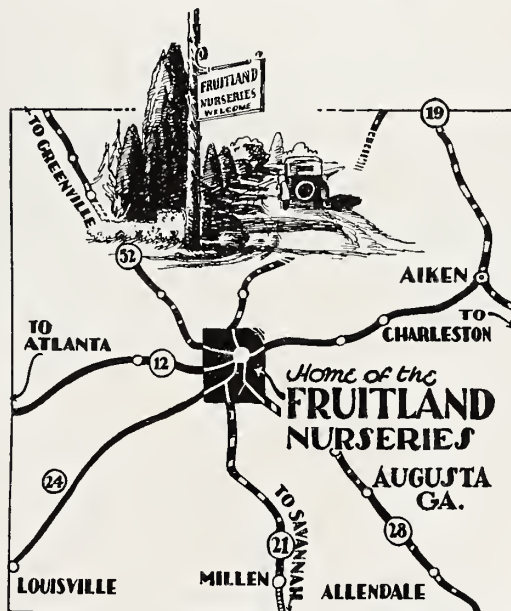 FRUITLAND
NURSERIES
WELCOME
TO GREENVILLE
19
52
AIKEN
TO
CHARLESTON
TO
ATLANTA
12
Home of the
FRUITLAND
NURSERIES
AUGUSTA
GA.
24
TO SAVANNAH
21
28
LOUISVILLE
MILLEN
ALLENDALE